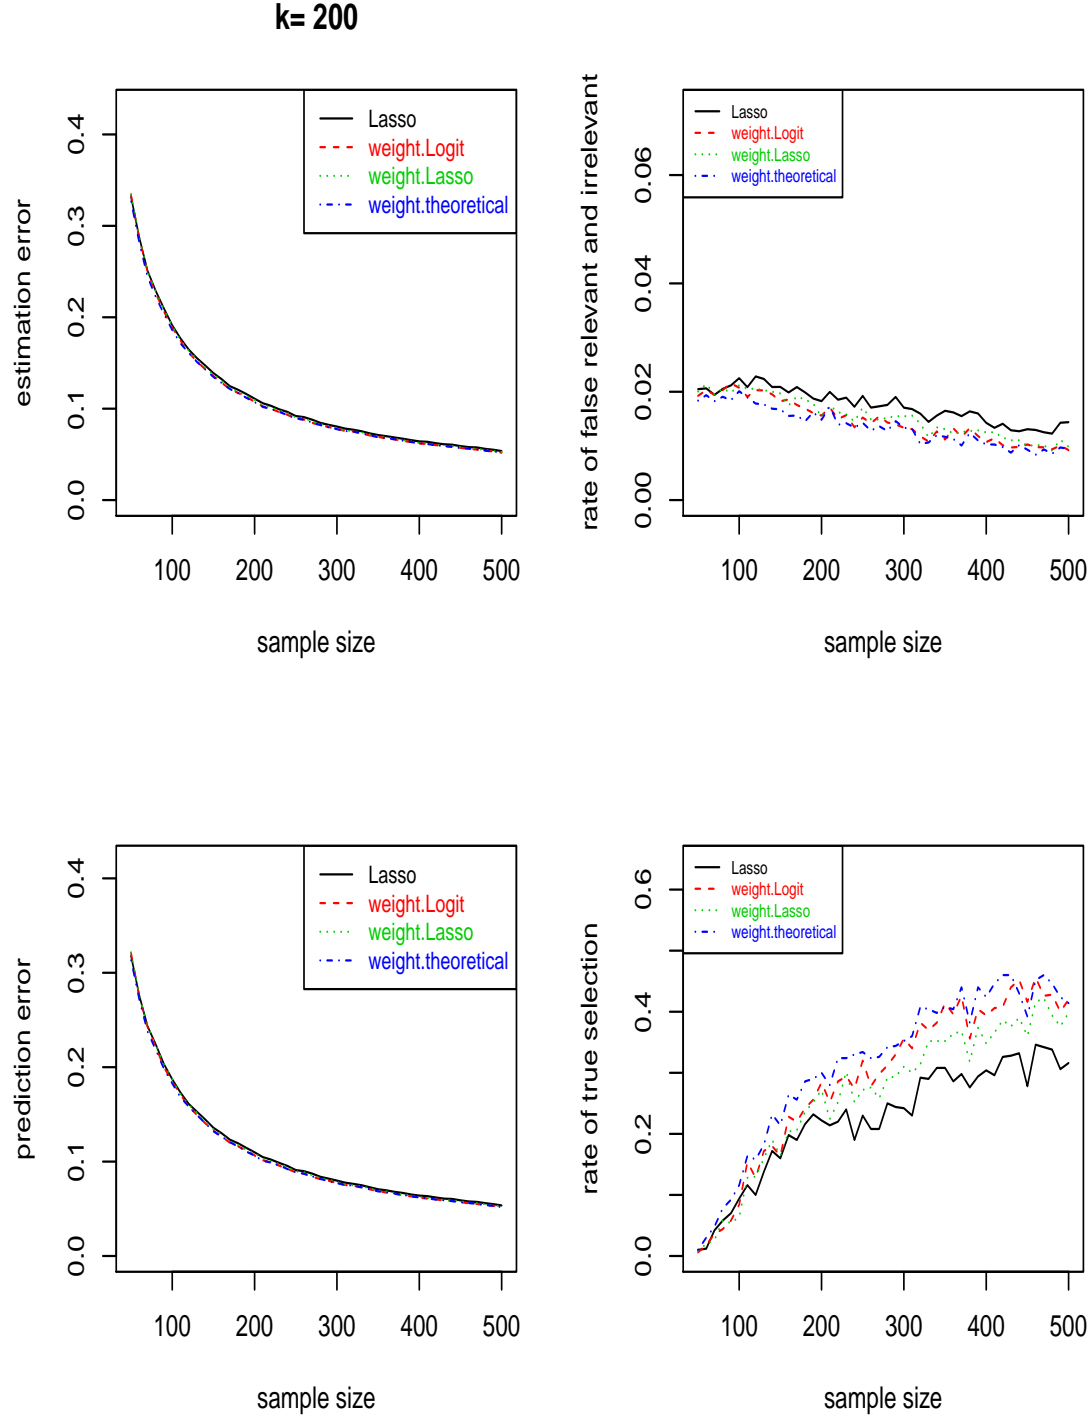 k= 200
estimation error
0.0
0.1
0.2
0.3
0.4
Lasso
weight.Logit
weight.Lasso
weight.theoretical
100
200
300
400
500
sample size
rate of false relevant and irrelevant
0.00
0.02
0.04
0.06
Lasso
weight.Logit
weight.Lasso
weight.theoretical
100
200
300
400
500
sample size
prediction error
0.0
0.1
0.2
0.3
0.4
Lasso
weight.Logit
weight.Lasso
weight.theoretical
100
200
300
400
500
sample size
rate of true selection
0.0
0.2
0.4
0.6
Lasso
weight.Logit
weight.Lasso
weight.theoretical
100
200
300
400
500
sample size